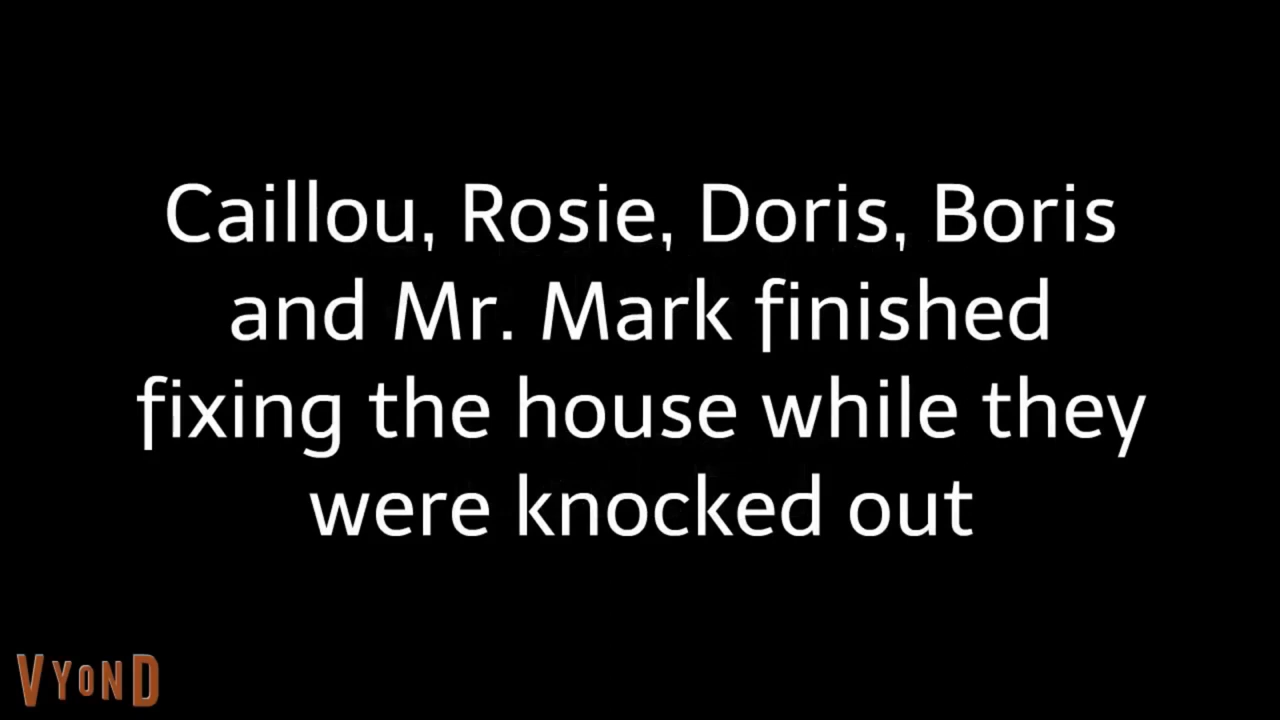 Caillou, Rosie, Doris, Boris
and Mr. Mark finished
fixing the house while they
were knocked out
VYOND